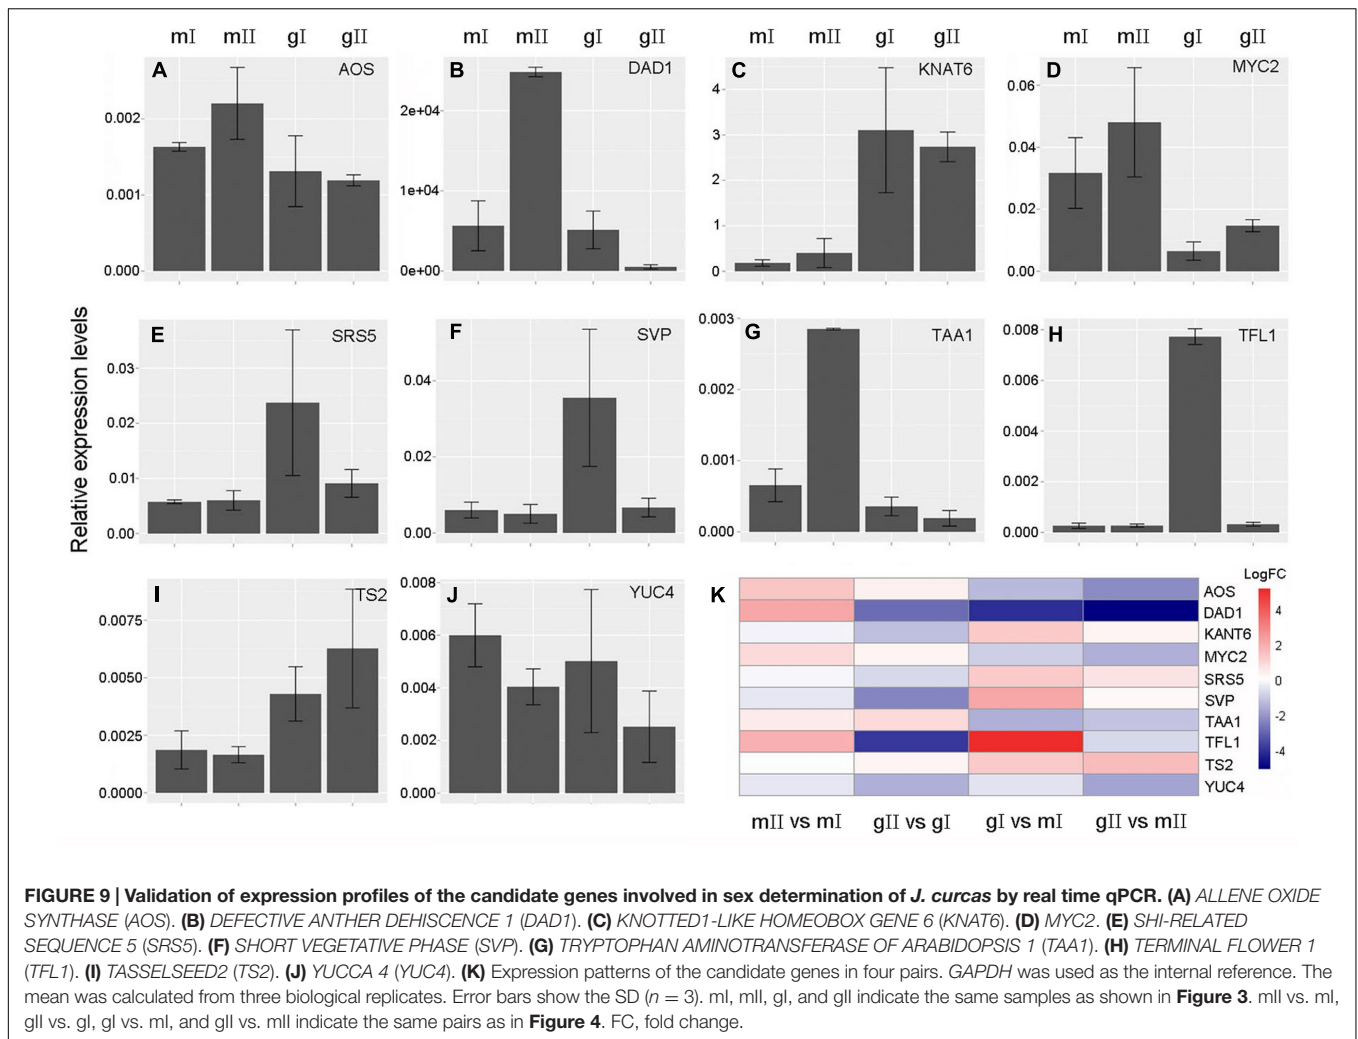 mI mII gI gII mI mII gI gII mI mII gI gII mI mII gI gII
A AOS
0.002
0.001
0.000
B DAD1
2e+04
1e+04
0e+00
C KNAT6
4
3
2
1
0
D MYC2
0.06
0.04
0.02
0.00
Relative expression levels
E SRS5
0.03
0.02
0.01
0.00
F SVP
0.04
0.02
0.00
G TAA1
0.003
0.002
0.001
0.000
H TFL1
0.008
0.006
0.004
0.002
0.000
I TS2
0.0075
0.0050
0.0025
0.0000
J YUC4
0.008
0.006
0.004
0.002
0.000
K
AOS
DAD1
KANT6
MYC2
SRS5
SVP
TAA1
TFL1
TS2
YUC4
LogFC
4
2
0
-2
-4
mII vs mI gII vs gI gI vs mI gII vs mII
FIGURE 9 | Validation of expression profiles of the candidate genes involved in sex determination of J. curcas by real time qPCR. (A) ALLENE OXIDE
SYNTHASE (AOS). (B) DEFECTIVE ANTHER DEHISCENCE 1 (DAD1). (C) KNOTTED1-LIKE HOMEOBOX GENE 6 (KNAT6). (D) MYC2. (E) SHI-RELATED
SEQUENCE 5 (SRS5). (F) SHORT VEGETATIVE PHASE (SVP). (G) TRYPTOPHAN AMINOTRANSFERASE OF ARABIDOPSIS 1 (TAA1). (H) TERMINAL FLOWER 1
(TFL1). (I) TASSELSEED2 (TS2). (J) YUCCA 4 (YUC4). (K) Expression patterns of the candidate genes in four pairs. GAPDH was used as the internal reference. The
mean was calculated from three biological replicates. Error bars show the SD (n = 3). mI, mII, gI, and gII indicate the same samples as shown in Figure 3. mII vs. mI,
gII vs. gI, gI vs. mI, and gII vs. mII indicate the same pairs as in Figure 4. FC, fold change.